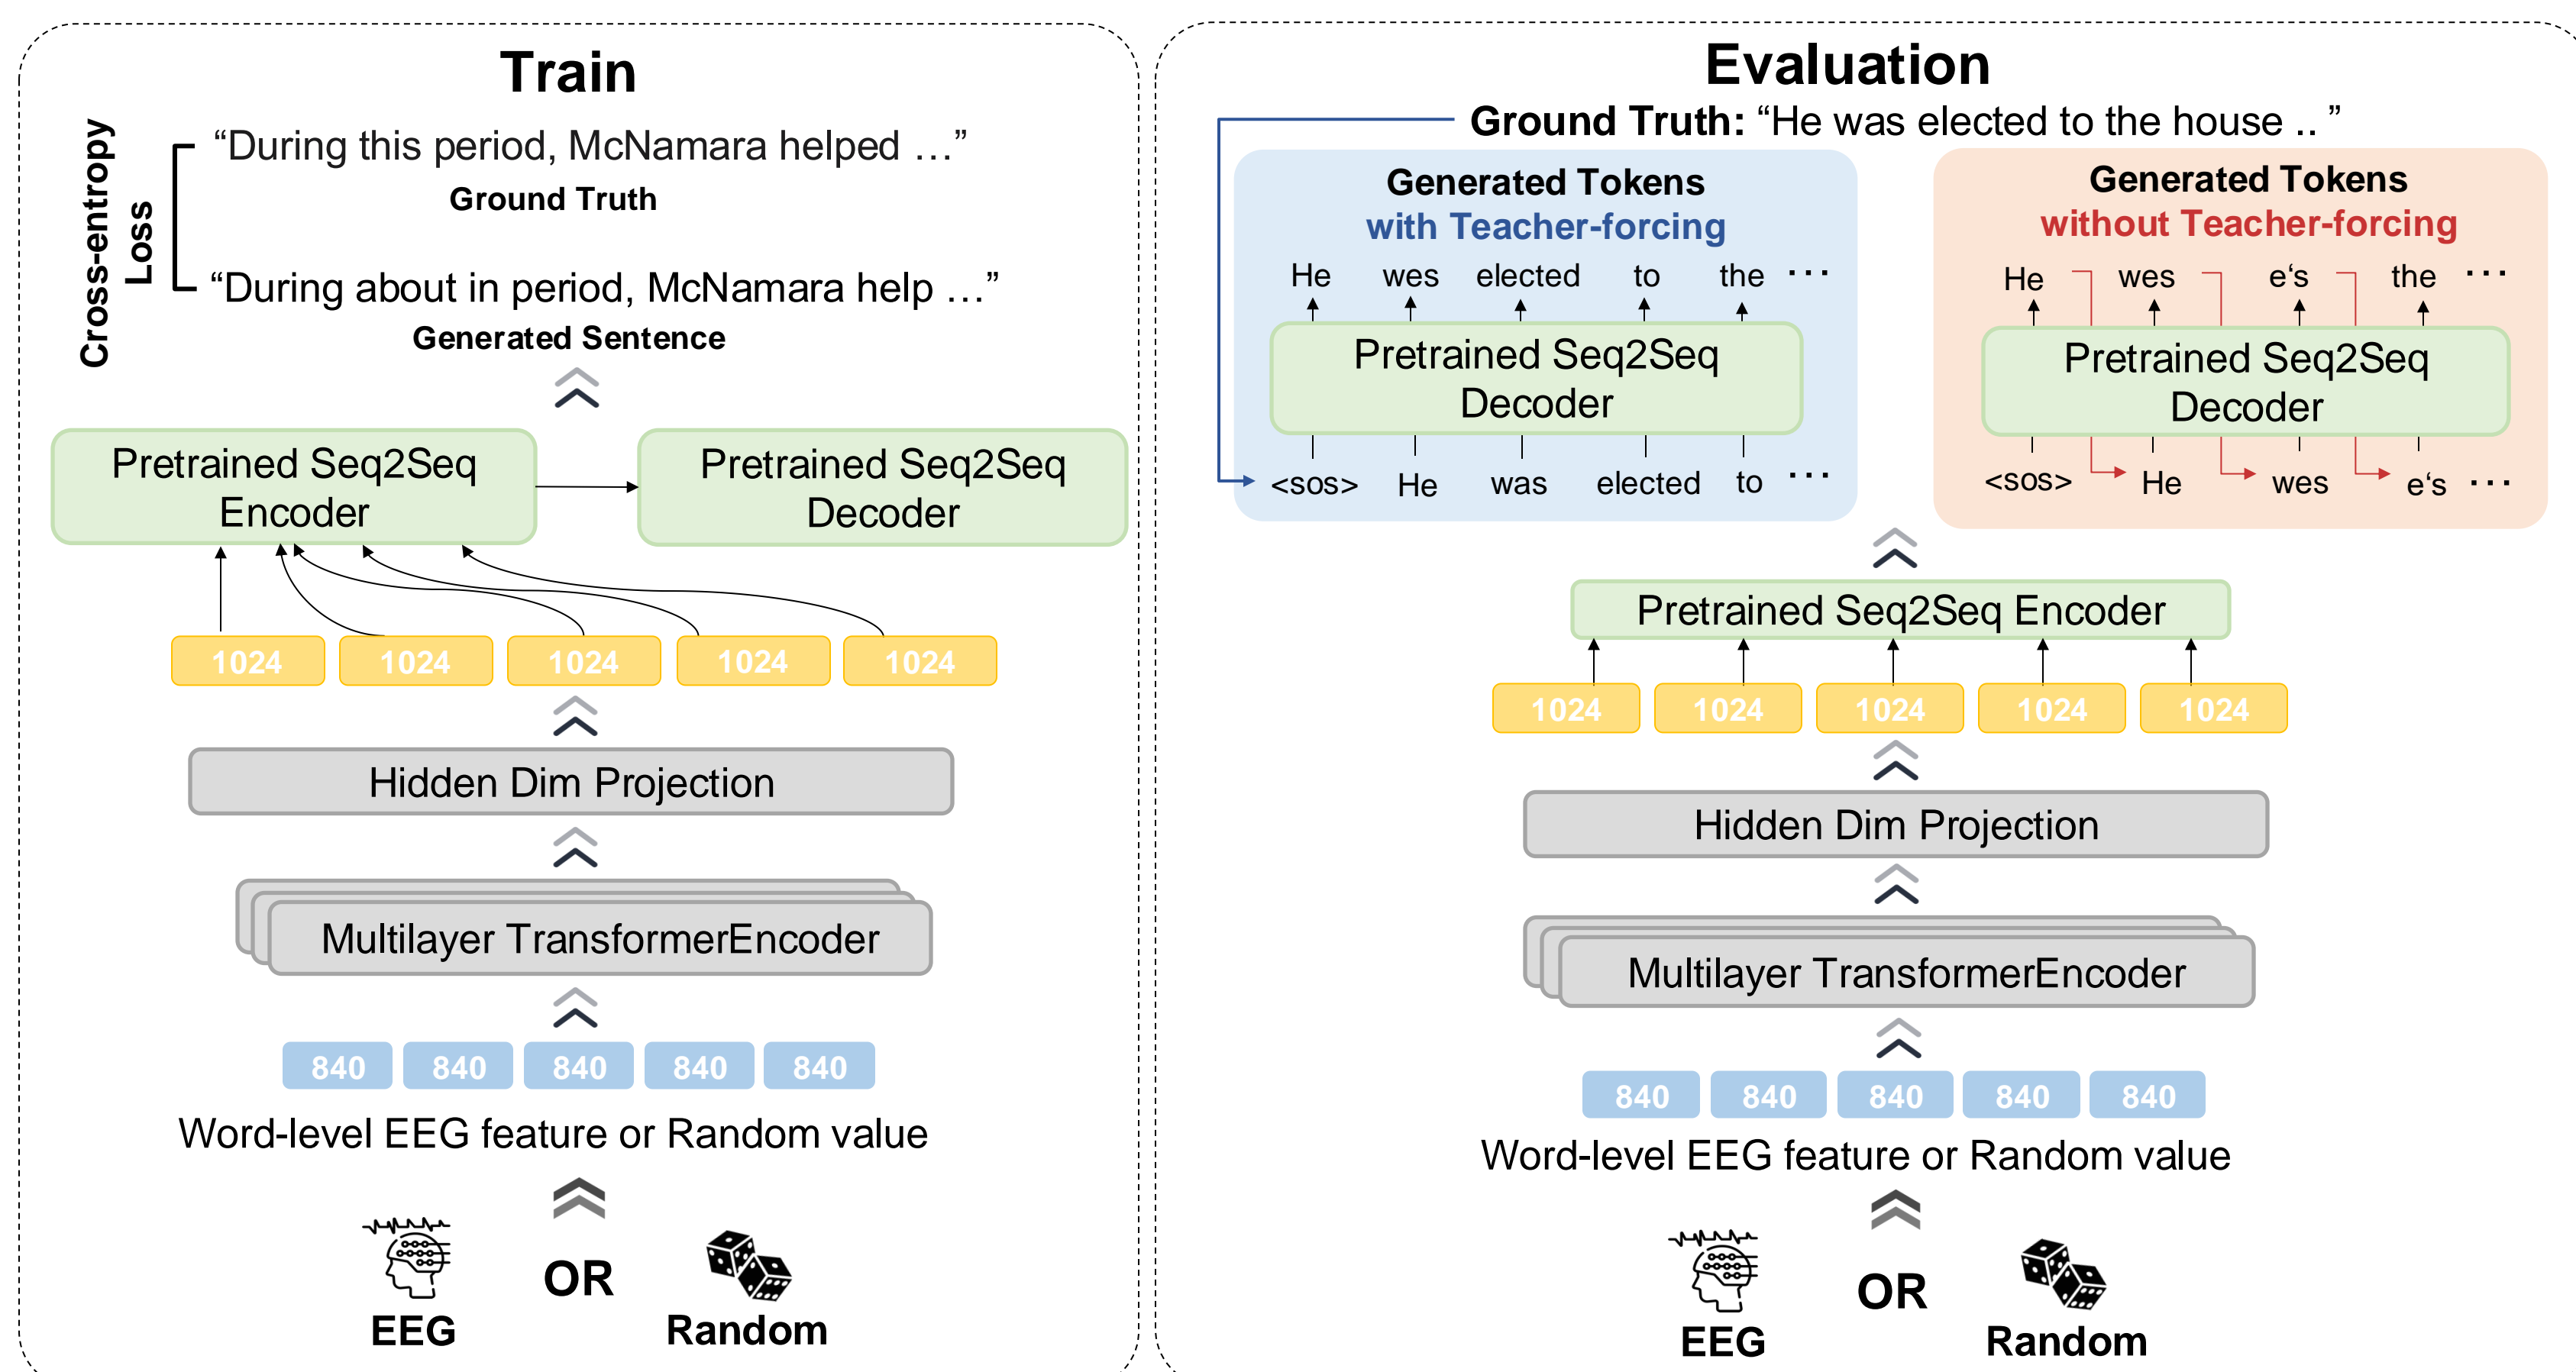 Train
Cross-entropy
Loss
“During this period, McNamara helped …”
Ground Truth
“During about in period, McNamara help …”
Generated Sentence
Pretrained Seq2Seq
Encoder
Pretrained Seq2Seq
Decoder
1024 1024 1024 1024 1024
Hidden Dim Projection
Multilayer TransformerEncoder
840 840 840 840 840
Word-level EEG feature or Random value
EEG
OR
Random
Evaluation
Ground Truth: “He was elected to the house .. ”
Generated Tokens
with Teacher-forcing
He wes elected to the ...
Pretrained Seq2Seq
Decoder
<sos> He was elected to ...
Generated Tokens
without Teacher-forcing
He wes e‘s the ...
Pretrained Seq2Seq
Decoder
<sos> He wes e‘s ...
Pretrained Seq2Seq Encoder
1024 1024 1024 1024 1024
Hidden Dim Projection
Multilayer TransformerEncoder
840 840 840 840 840
Word-level EEG feature or Random value
EEG
OR
Random